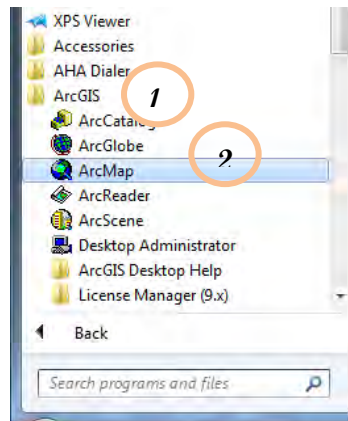 XPS Viewer
Accessories
AHA Dialer
ArcGIS
1
ArcCatalog
ArcGlobe
2
ArcMap
ArcReader
ArcScene
Desktop Administrator
ArcGIS Desktop Help
License Manager (9.x)
Back
Search programs and files